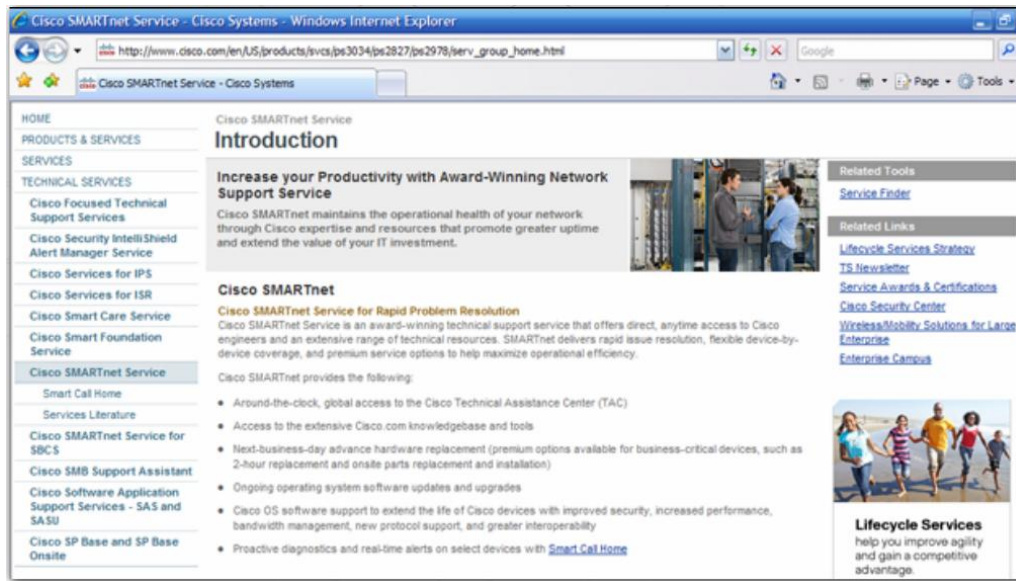 Cisco SMARTnet Service - Cisco Systems - Windows Internet Explorer
http://www.cisco.com/en/US/products/svcs/ps3034/ps2827/ps2978/serv_group_home.html
Google
Cisco SMARTnet Service - Cisco Systems
Page
Tools
HOME
PRODUCTS & SERVICES
SERVICES
TECHNICAL SERVICES
Cisco Focused Technical
Support Services
Cisco Security IntelliShield
Alert Manager Service
Cisco Services for IPS
Cisco Services for ISR
Cisco Smart Care Service
Cisco Smart Foundation
Service
Cisco SMARTnet Service
Smart Call Home
Services Literature
Cisco SMARTnet Service for
SBCS
Cisco SMB Support Assistant
Cisco Software Application
Support Services - SAS and
SASU
Cisco SP Base and SP Base
Onsite
Cisco SMARTnet Service
Introduction
Increase your Productivity with Award-Winning Network
Support Service
Cisco SMARTnet maintains the operational health of your network
through Cisco expertise and resources that promote greater uptime
and extend the value of your IT investment.
Cisco SMARTnet
Cisco SMARTnet Service for Rapid Problem Resolution
Cisco SMARTnet Service is an award-winning technical support service that offers direct, anytime access to Cisco
engineers and an extensive range of technical resources. SMARTnet delivers rapid issue resolution, flexible device-by-
device coverage, and premium service options to help maximize operational efficiency.
Cisco SMARTnet provides the following:
• Around-the-clock, global access to the Cisco Technical Assistance Center (TAC)
• Access to the extensive Cisco.com knowledgebase and tools
• Next-business-day advance hardware replacement (premium options available for business-critical devices, such as
2-hour replacement and onsite parts replacement and installation)
• Ongoing operating system software updates and upgrades
• Cisco OS software support to extend the life of Cisco devices with improved security, increased performance,
bandwidth management, new protocol support, and greater interoperability
• Proactive diagnostics and real-time alerts on select devices with Smart Call Home
Related Tools
Service Finder
Related Links
Lifecycle Services Strategy
TS Newsletter
Service Awards & Certifications
Cisco Security Center
Wireless/Mobility Solutions for Large
Enterprise
Enterprise Campus
Lifecycle Services
help you improve agility
and gain a competitive
advantage.